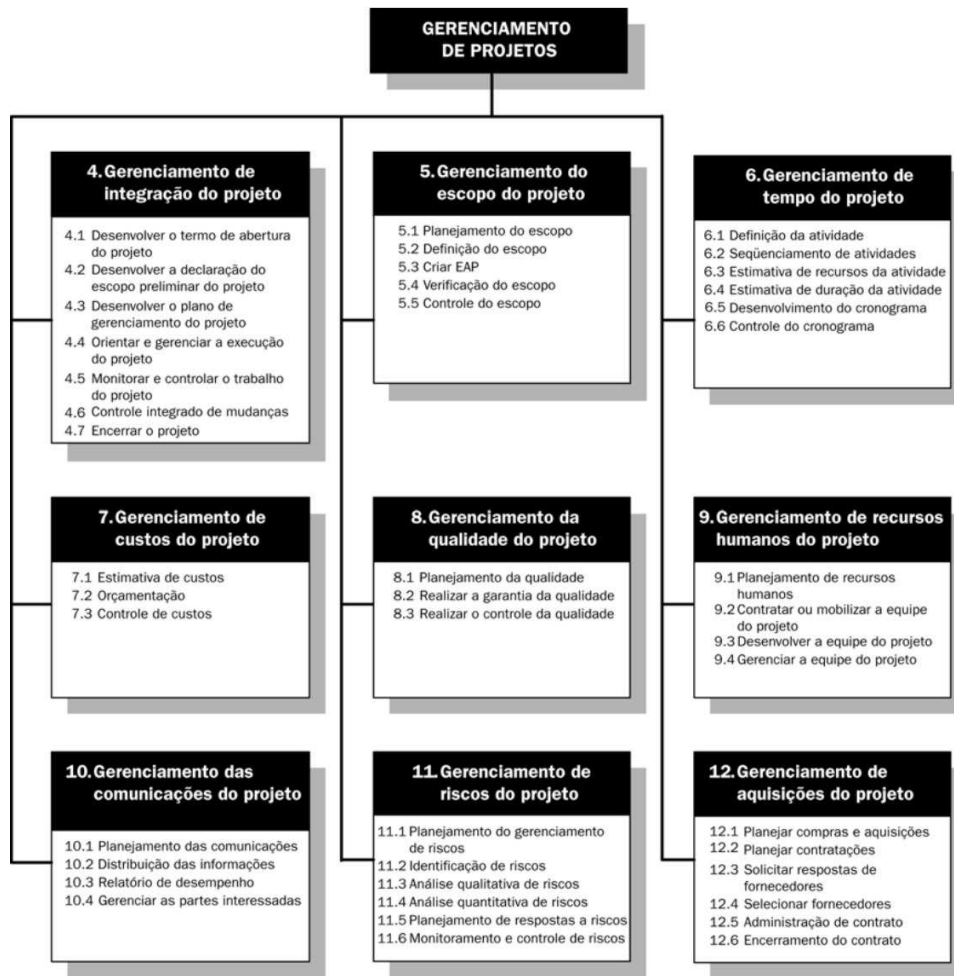 GERENCIAMENTO
DE PROJETOS
4. Gerenciamento de
integração do projeto
4.1 Desenvolver o termo de abertura
do projeto
4.2 Desenvolver a declaração do
escopo preliminar do projeto
4.3 Desenvolver o plano de
gerenciamento do projeto
4.4 Orientar e gerenciar a execução
do projeto
4.5 Monitorar e controlar o trabalho
do projeto
4.6 Controle integrado de mudanças
4.7 Encerrar o projeto
5. Gerenciamento do
escopo do projeto
5.1 Planejamento do escopo
5.2 Definição do escopo
5.3 Criar EAP
5.4 Verificação do escopo
5.5 Controle do escopo
6. Gerenciamento de
tempo do projeto
6.1 Definição da atividade
6.2 Seqüenciamento de atividades
6.3 Estimativa de recursos da atividade
6.4 Estimativa de duração da atividade
6.5 Desenvolvimento do cronograma
6.6 Controle do cronograma
7. Gerenciamento de
custos do projeto
7.1 Estimativa de custos
7.2 Orçamentação
7.3 Controle de custos
8. Gerenciamento da
qualidade do projeto
8.1 Planejamento da qualidade
8.2 Realizar a garantia da qualidade
8.3 Realizar o controle da qualidade
9. Gerenciamento de recursos
humanos do projeto
9.1 Planejamento de recursos
humanos
9.2 Contratar ou mobilizar a equipe
do projeto
9.3 Desenvolver a equipe do projeto
9.4 Gerenciar a equipe do projeto
10. Gerenciamento das
comunicações do projeto
10.1 Planejamento das comunicações
10.2 Distribuição das informações
10.3 Relatório de desempenho
10.4 Gerenciar as partes interessadas
11. Gerenciamento de
riscos do projeto
11.1 Planejamento do gerenciamento
de riscos
11.2 Identificação de riscos
11.3 Análise qualitativa de riscos
11.4 Análise quantitativa de riscos
11.5 Planejamento de respostas a riscos
11.6 Monitoramento e controle de riscos
12. Gerenciamento de
aquisições do projeto
12.1 Planejar compras e aquisições
12.2 Planejar contratações
12.3 Solicitar respostas de
fornecedores
12.4 Selecionar fornecedores
12.5 Administração de contrato
12.6 Encerramento do contrato